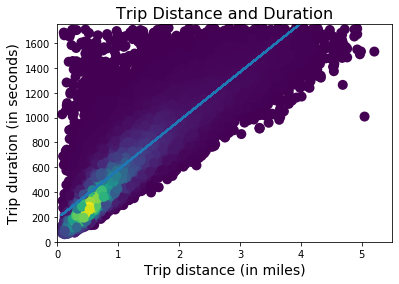 Trip Distance and Duration
Trip duration (in seconds)
1600
1400
1200
1000
800
600
400
200
0
0 1 2 3 4 5
Trip distance (in miles)